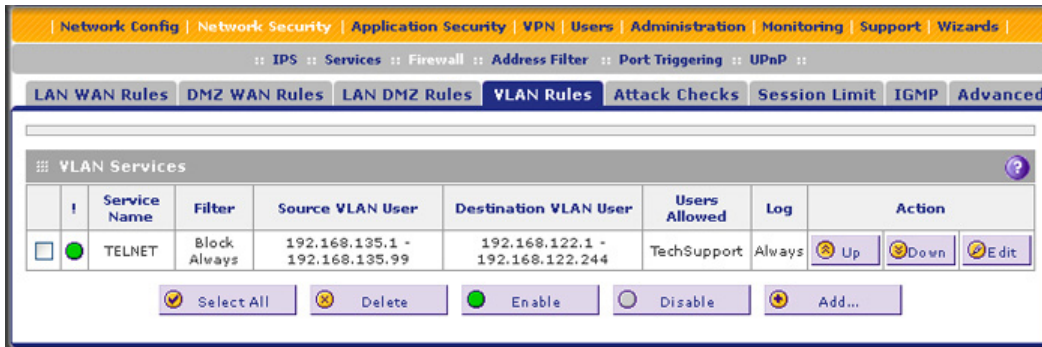 | Network Config | Network Security | Application Security | VPN | Users | Administration | Monitoring | Support | Wizards |
:: IPS :: Services :: Firewall :: Address Filter :: Port Triggering :: UPnP ::
LAN WAN Rules DMZ WAN Rules LAN DMZ Rules VLAN Rules Attack Checks Session Limit IGMP Advanced
VLAN Services ?
! Service Name Filter Source VLAN User Destination VLAN User Users Allowed Log Action
TELNET Block Always 192.168.135.1 - 192.168.135.99 192.168.122.1 - 192.168.122.244 TechSupport Always Up Down Edit
Select All Delete Enable Disable Add...